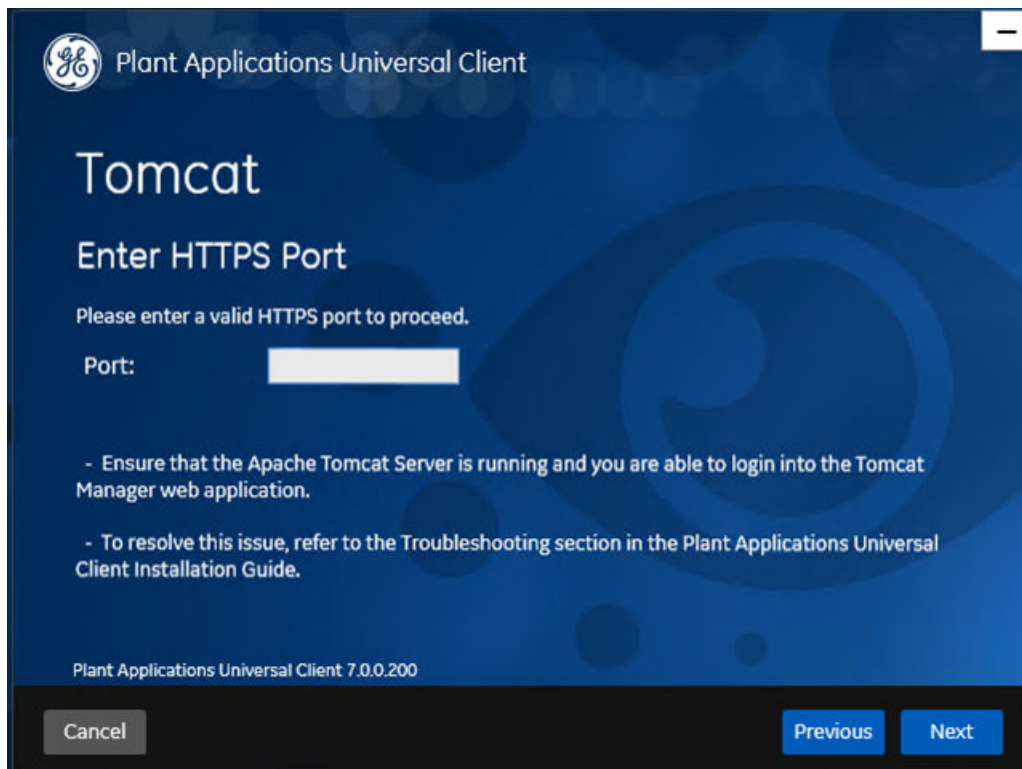 Plant Applications Universal Client
Tomcat
Enter HTTPS Port
Please enter a valid HTTPS port to proceed.
Port:
- Ensure that the Apache Tomcat Server is running and you are able to login into the Tomcat
Manager web application.
- To resolve this issue, refer to the Troubleshooting section in the Plant Applications Universal
Client Installation Guide.
Plant Applications Universal Client 7.0.0.200
Cancel
Previous
Next